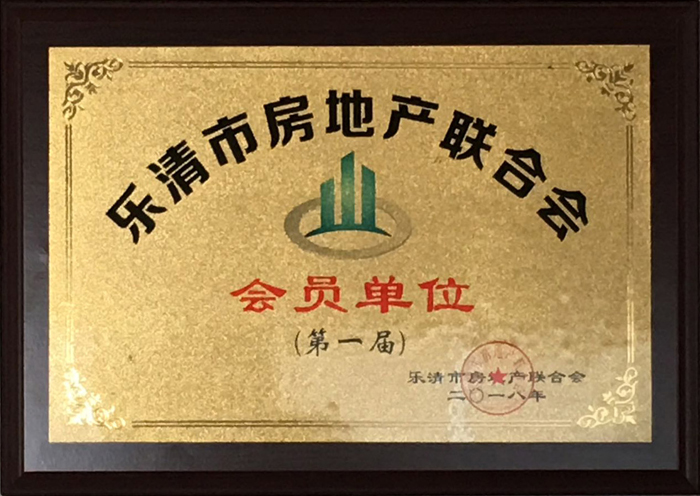 乐清市房地产联合会
会员单位
(第一届)
乐清市房地产联合会
二〇一八年